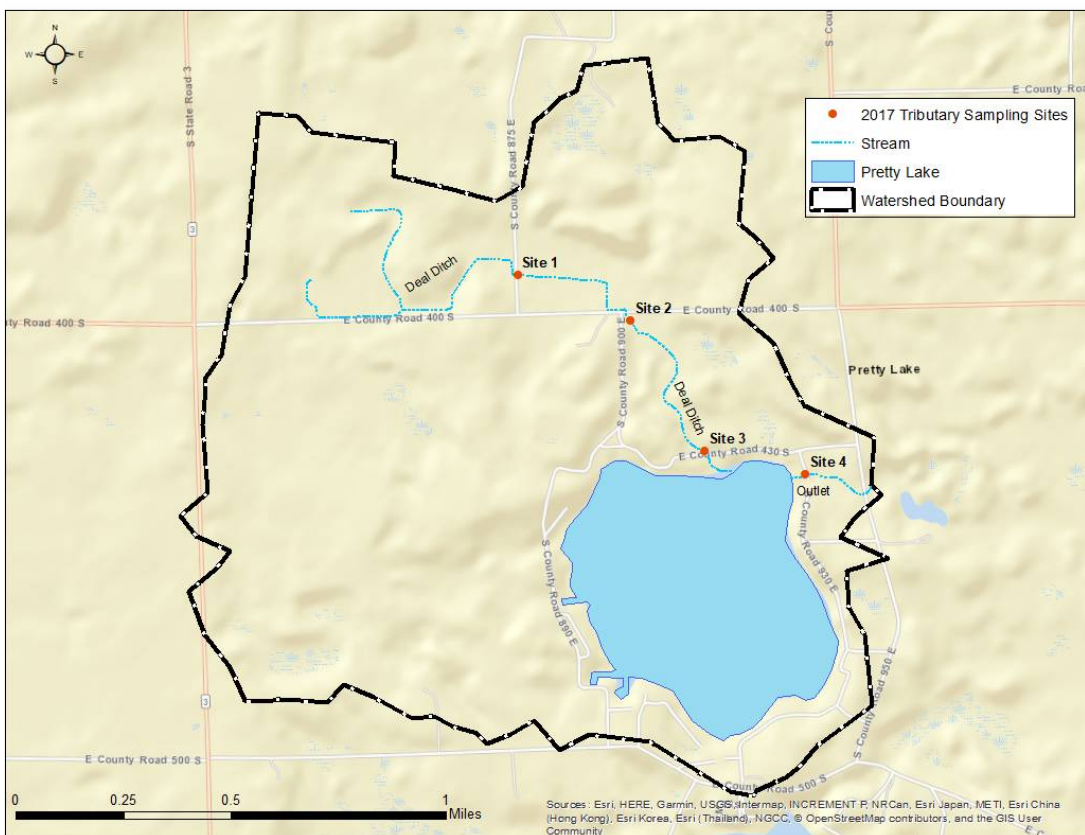 N
W E
S
S State Road 3
S County Road 875 E
S County Ro
E County Roa
2017 Tributary Sampling Sites
Stream
Pretty Lake
Watershed Boundary
3
Deal Ditch
Site 1
Site 2
nty Road 400 S
E County Road 400 S
E County Road 400 S
S County Road 900 E
Pretty Lake
Deal Ditch
Site 3
E County Road 430 S
Site 4
Outlet
S County Road 930 E
S County Road 890 E
S County Road 950 E
3
E County Road 500 S
E County Road 500 S
0 0.25 0.5 1
Miles
Sources: Esri, HERE, Garmin, USGS, Intermap, INCREMENT P, NRCan, Esri Japan, METI, Esri China
(Hong Kong), Esri Korea, Esri (Thailand), NGCC, © OpenStreetMap contributors, and the GIS User
Community